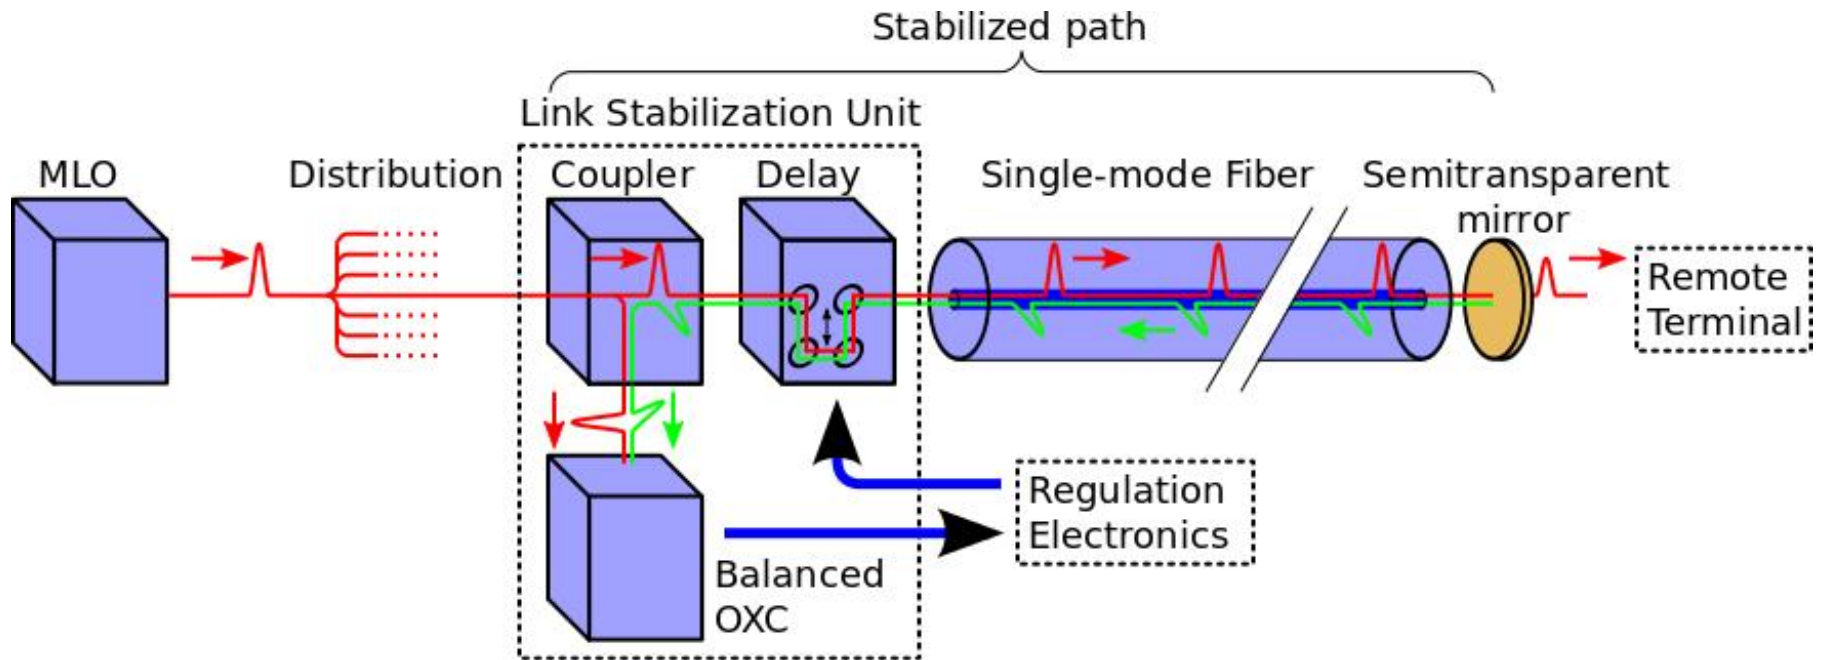 Stabilized path
Link Stabilization Unit
MLO
Distribution
Coupler
Delay
Single-mode Fiber
Semitransparent
mirror
Remote
Terminal
Regulation
Electronics
Balanced
OXC